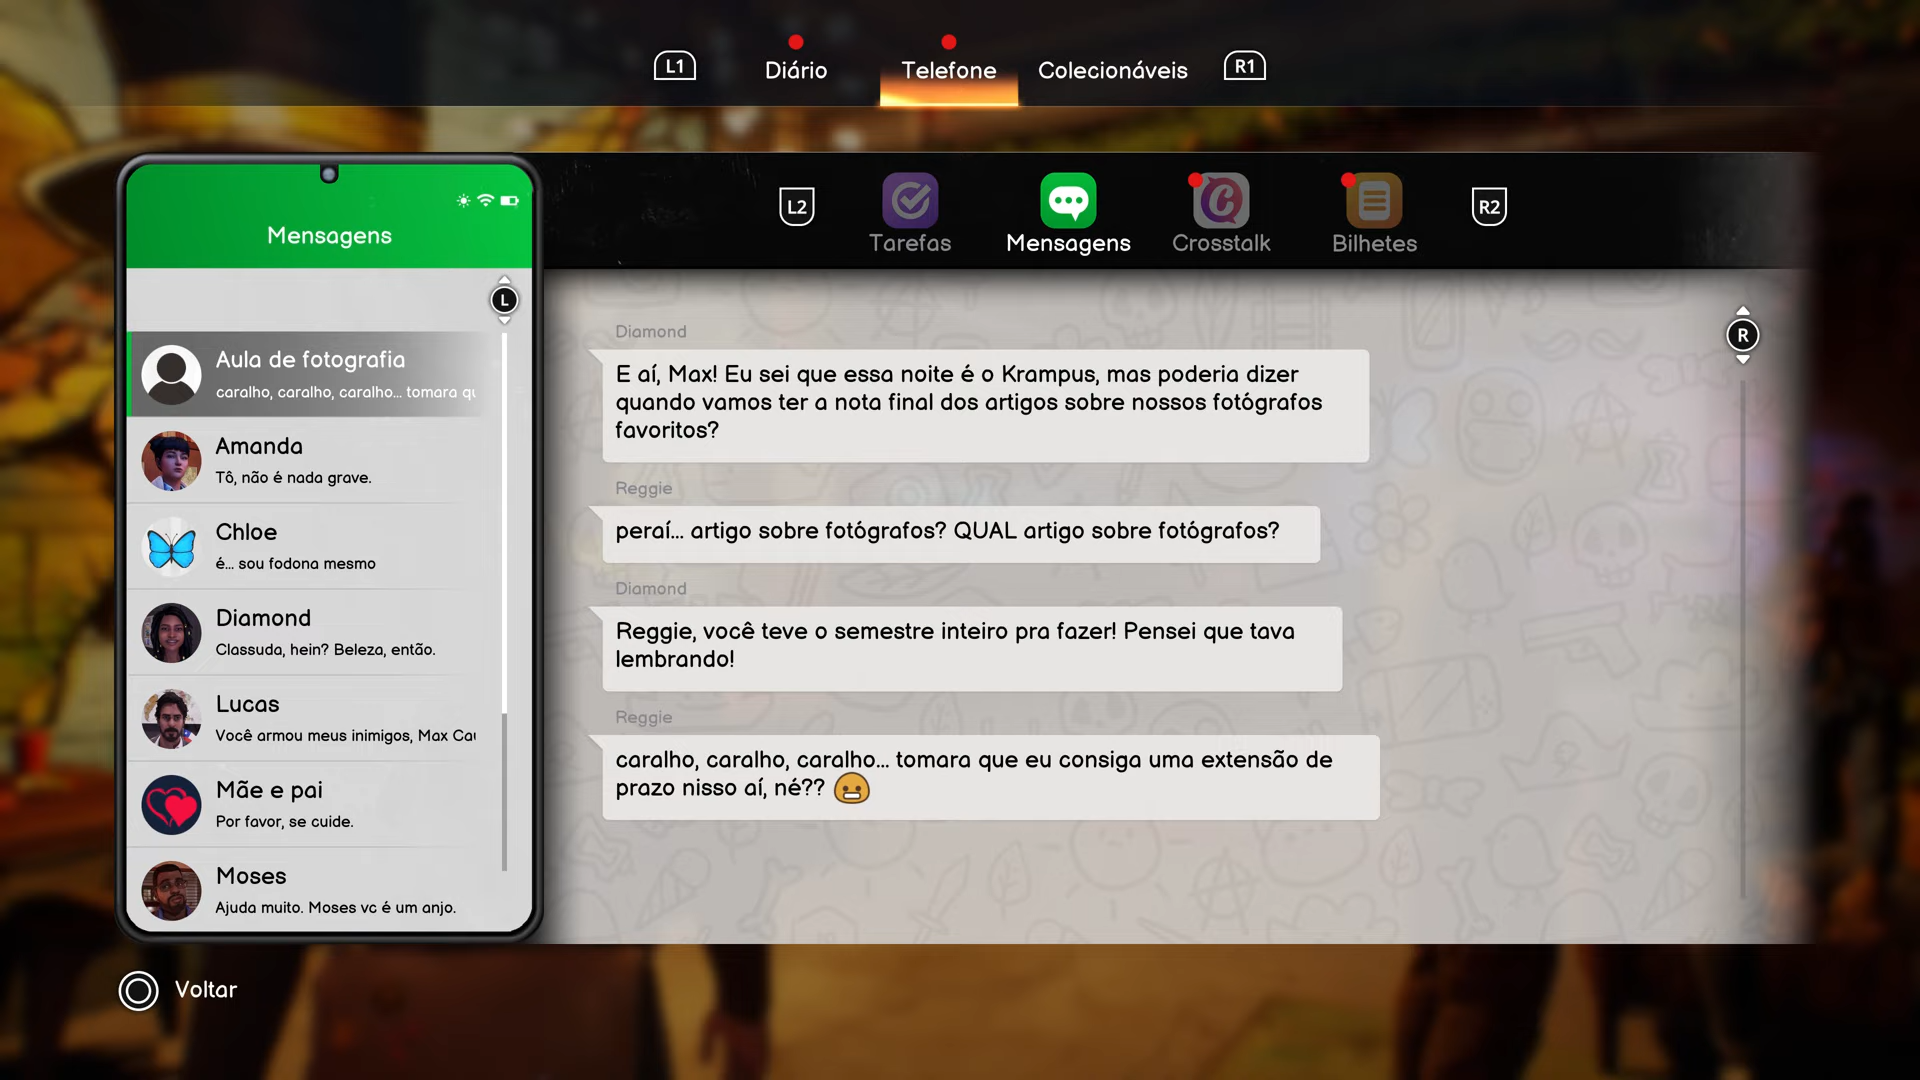 L1
Diário
Telefone
Colecionáveis
R1
Mensagens
L2
Tarefas
Mensagens
Crosstalk
Bilhetes
R2
L
Aula de fotografia
caralho, caralho, caralho... tomara qu
Amanda
Tô, não é nada grave.
Chloe
é... sou fodona mesmo
Diamond
Classuda, hein? Beleza, então.
Lucas
Você armou meus inimigos, Max Cau
Mãe e pai
Por favor, se cuide.
Moses
Ajuda muito. Moses vc é um anjo.
R
Diamond
E aí, Max! Eu sei que essa noite é o Krampus, mas poderia dizer
quando vamos ter a nota final dos artigos sobre nossos fotógrafos
favoritos?
Reggie
peraí... artigo sobre fotógrafos? QUAL artigo sobre fotógrafos?
Diamond
Reggie, você teve o semestre inteiro pra fazer! Pensei que tava
lembrando!
Reggie
caralho, caralho, caralho... tomara que eu consiga uma extensão de
prazo nisso aí, né??
Voltar